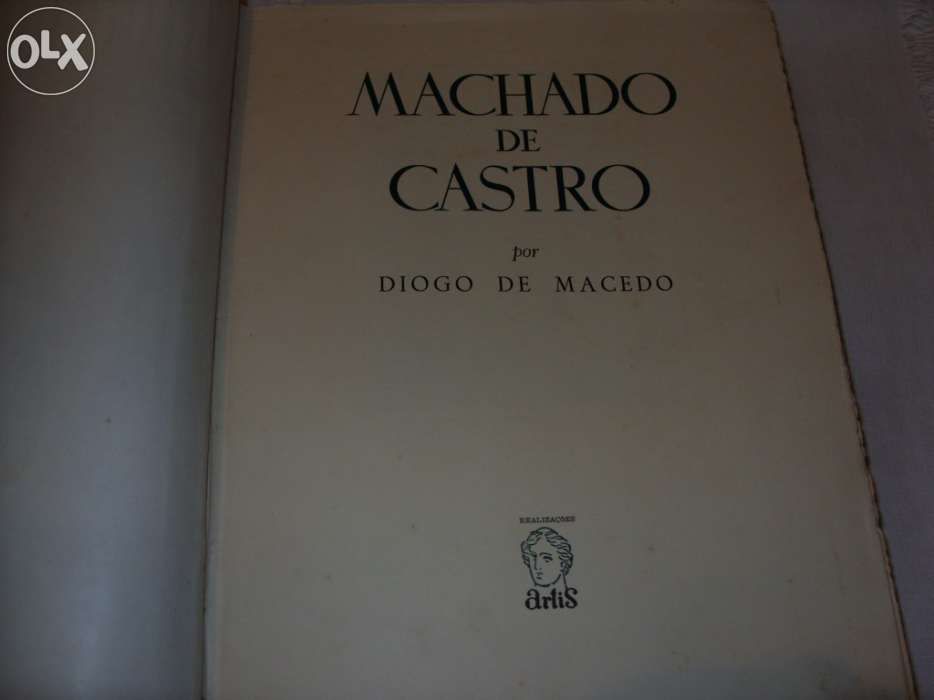 OLX
MACHADO
DE
CASTRO
por
DIOGO DE MACEDO
REALIZAÇÕES
artis